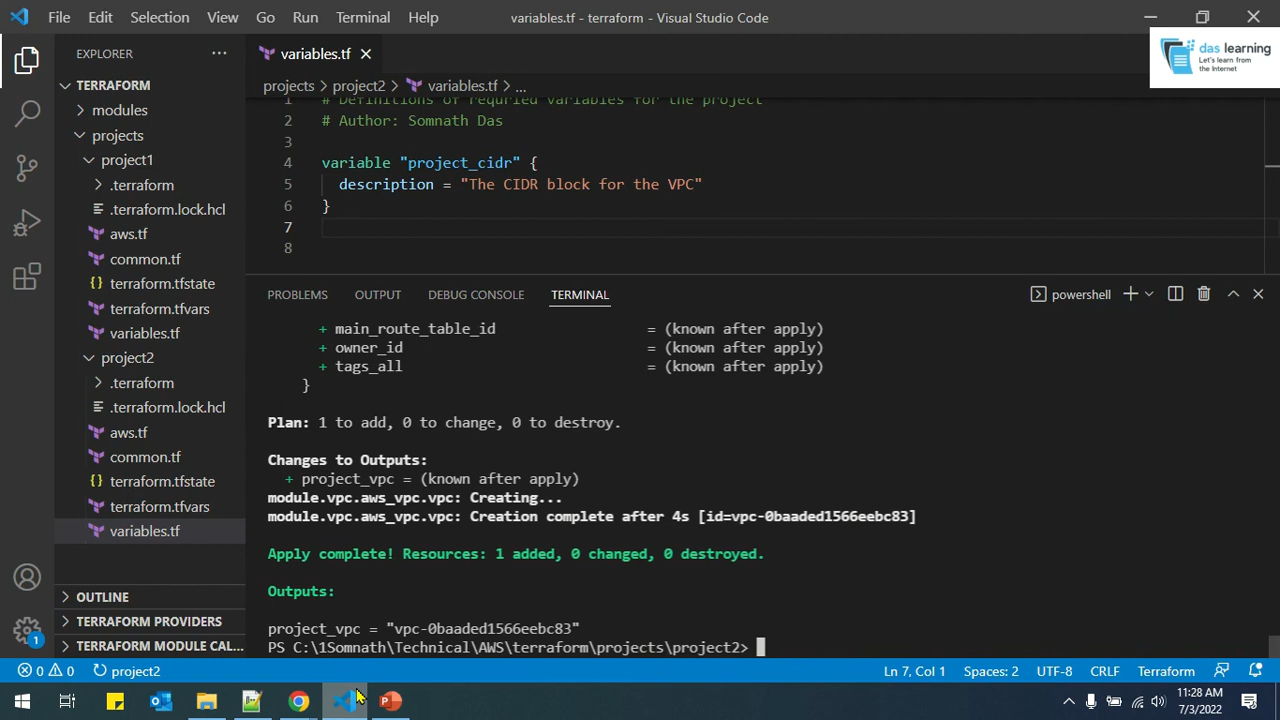 File Edit Selection View Go Run Terminal Help variables.tf - terraform - Visual Studio Code
das learning
Let's learn from
the Internet
EXPLORER
variables.tf
TERRAFORM
modules
projects
project1
.terraform
.terraform.lock.hcl
aws.tf
common.tf
terraform.tfstate
terraform.tfvars
variables.tf
project2
.terraform
.terraform.lock.hcl
aws.tf
common.tf
terraform.tfstate
terraform.tfvars
variables.tf
OUTLINE
TERRAFORM PROVIDERS
TERRAFORM MODULE CAL...
projects > project2 > variables.tf > ...
1 # Definitions of requried variables for the project
2 # Author: Somnath Das
3
4 variable "project_cidr" {
5 description = "The CIDR block for the VPC"
6 }
7
8
PROBLEMS OUTPUT DEBUG CONSOLE TERMINAL powershell
+ main_route_table_id = (known after apply)
+ owner_id = (known after apply)
+ tags_all = (known after apply)
}
Plan: 1 to add, 0 to change, 0 to destroy.
Changes to Outputs:
+ project_vpc = (known after apply)
module.vpc.aws_vpc.vpc: Creating...
module.vpc.aws_vpc.vpc: Creation complete after 4s [id=vpc-0baaded1566eebc83]
Apply complete! Resources: 1 added, 0 changed, 0 destroyed.
Outputs:
project_vpc = "vpc-0baaded1566eebc83"
PS C:\1Somnath\Technical\AWS\terraform\projects\project2>
1
0 0 project2 Ln 7, Col 1 Spaces: 2 UTF-8 CRLF Terraform
11:28 AM
7/3/2022